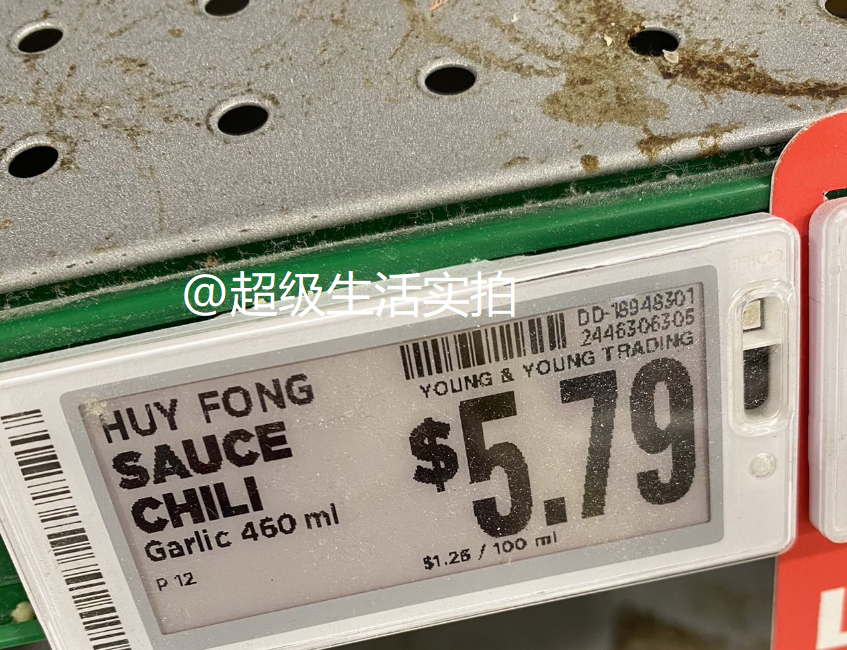 @超级生活实拍
DD-18948301
2446306305
YOUNG & YOUNG TRADING
HUY FONG
SAUCE
CHILI
Garlic 460 ml
P 12
$5.79
$1.26 / 100 ml